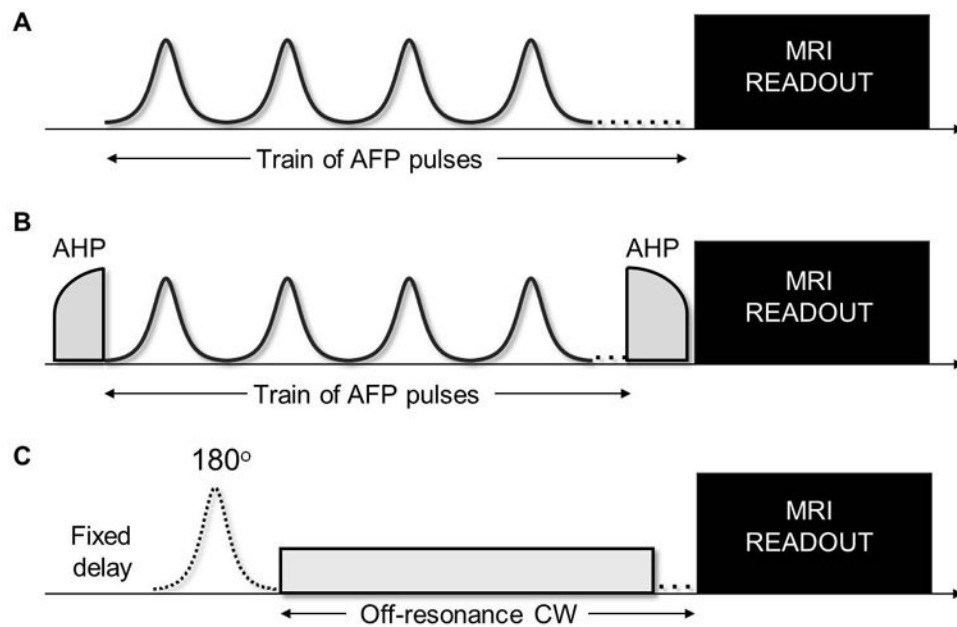 A
MRI
READOUT
Train of AFP pulses
B
AHP
AHP
MRI
READOUT
Train of AFP pulses
C
180°
Fixed
delay
MRI
READOUT
Off-resonance CW